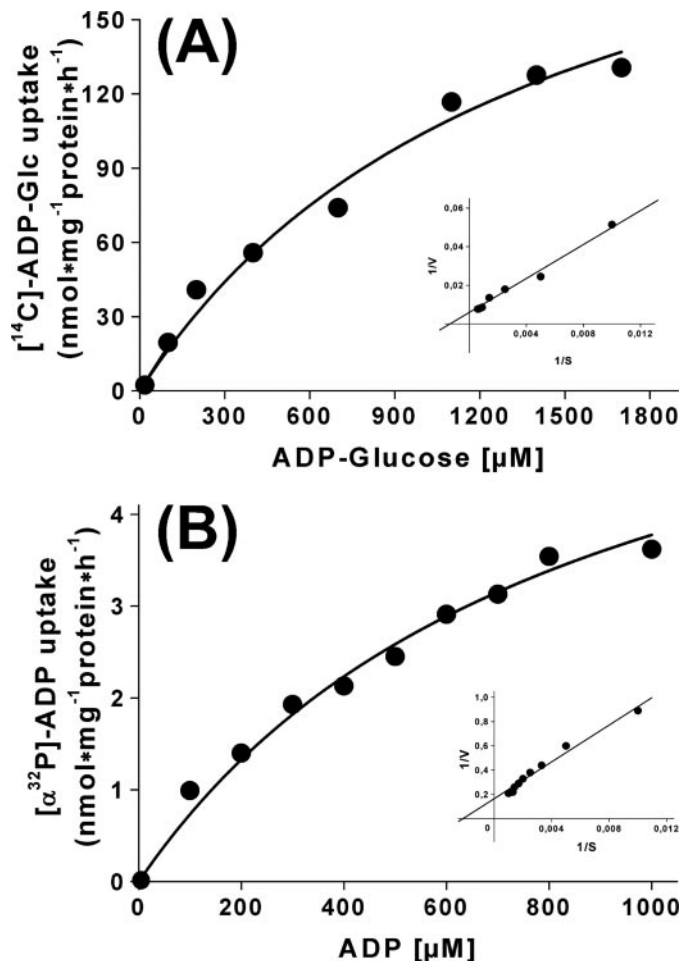 (A)
[¹⁴C]-ADP-Glc uptake
(nmol*mg⁻¹protein*h⁻¹)
150
120
90
60
30
0
0 300 600 900 1200 1500 1800
ADP-Glucose [µM]
1/V
0,06
0,04
0,02
0,004 0,008 0,012
1/S
(B)
[α³²P]-ADP uptake
(nmol*mg⁻¹protein*h⁻¹)
4
3
2
1
0
0 200 400 600 800 1000
ADP [µM]
1/V
1,0
0,8
0,6
0,4
0,2
0 0,004 0,008 0,012
1/S